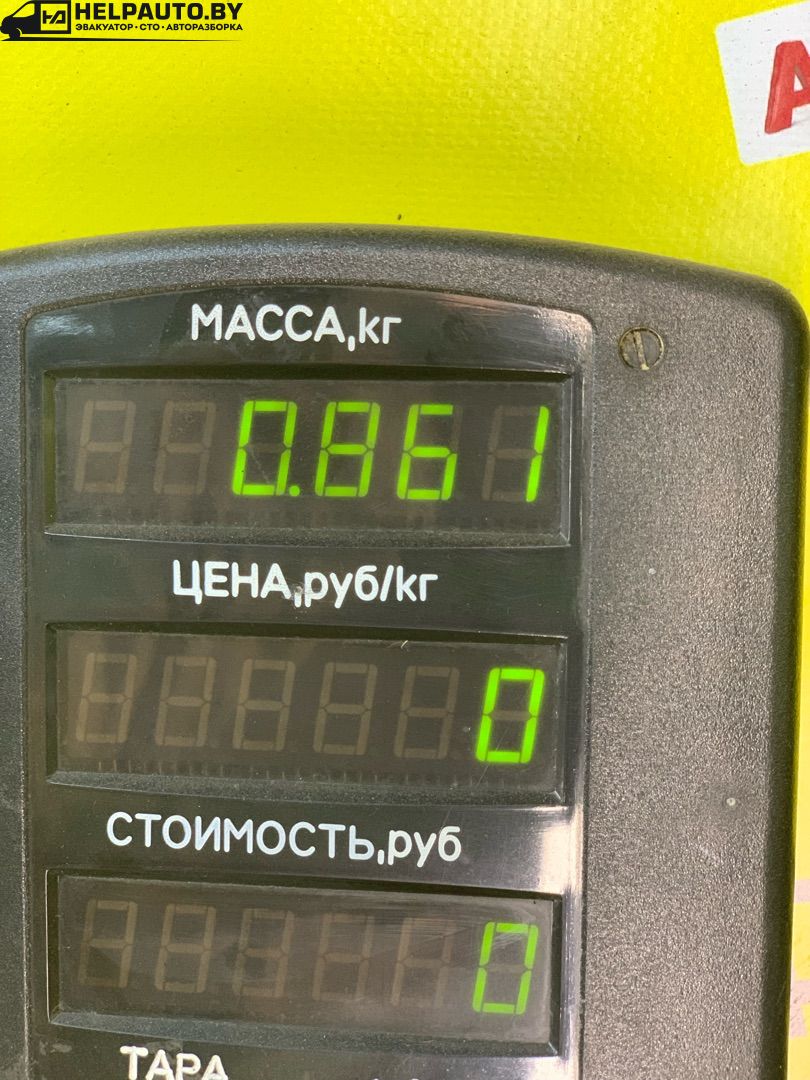 HELPAUTO.BY
ЭВАКУАТОР • СТО • АВТОРАЗБОРКА
А
МАССА,кг
0.861
ЦЕНА,руб/кг
0
СТОИМОСТЬ,руб
0
ТАРА